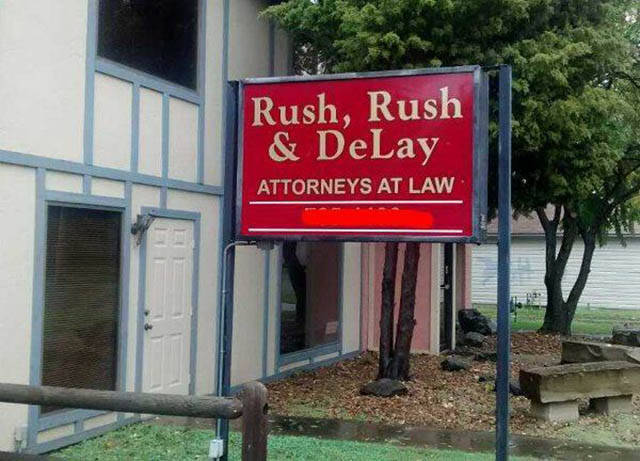 Rush, Rush
& DeLay
ATTORNEYS AT LAW